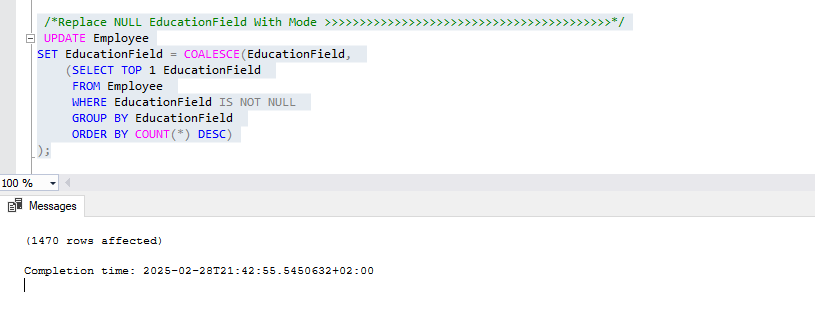 /*Replace NULL EducationField With Mode >>>>>>>>>>>>>>>>>>>>>>>>>>>>>>>>>>>>>>>>>*/
UPDATE Employee
SET EducationField = COALESCE(EducationField,
(SELECT TOP 1 EducationField
FROM Employee
WHERE EducationField IS NOT NULL
GROUP BY EducationField
ORDER BY COUNT(*) DESC)
);
100 %
Messages
(1470 rows affected)
Completion time: 2025-02-28T21:42:55.5450632+02:00